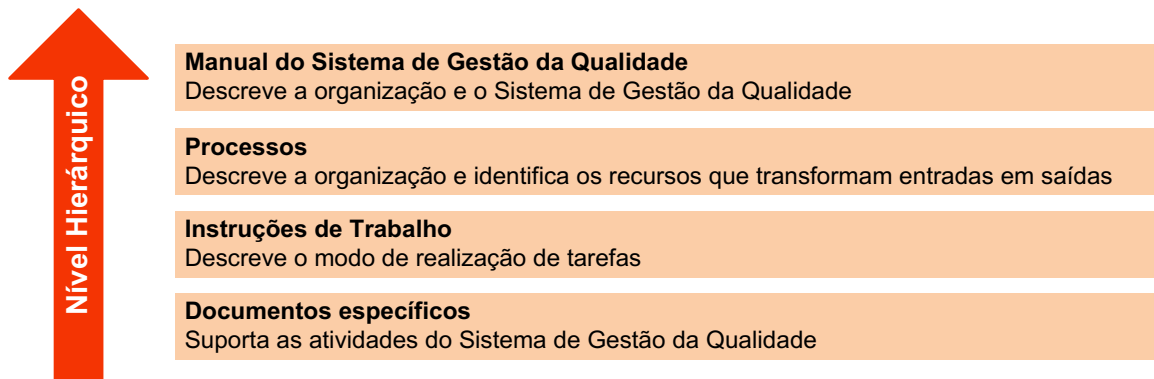 Nível Hierárquico
Manual do Sistema de Gestão da Qualidade
Descreve a organização e o Sistema de Gestão da Qualidade
Processos
Descreve a organização e identifica os recursos que transformam entradas em saídas
Instruções de Trabalho
Descreve o modo de realização de tarefas
Documentos específicos
Suporta as atividades do Sistema de Gestão da Qualidade